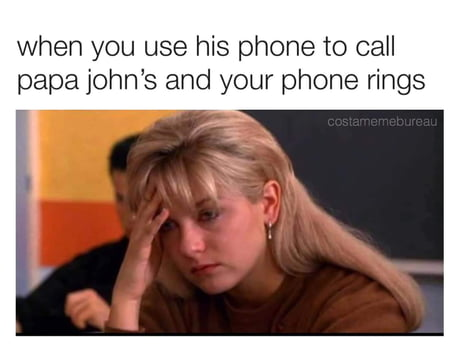 when you use his phone to call
papa john’s and your phone rings
costamemebureau